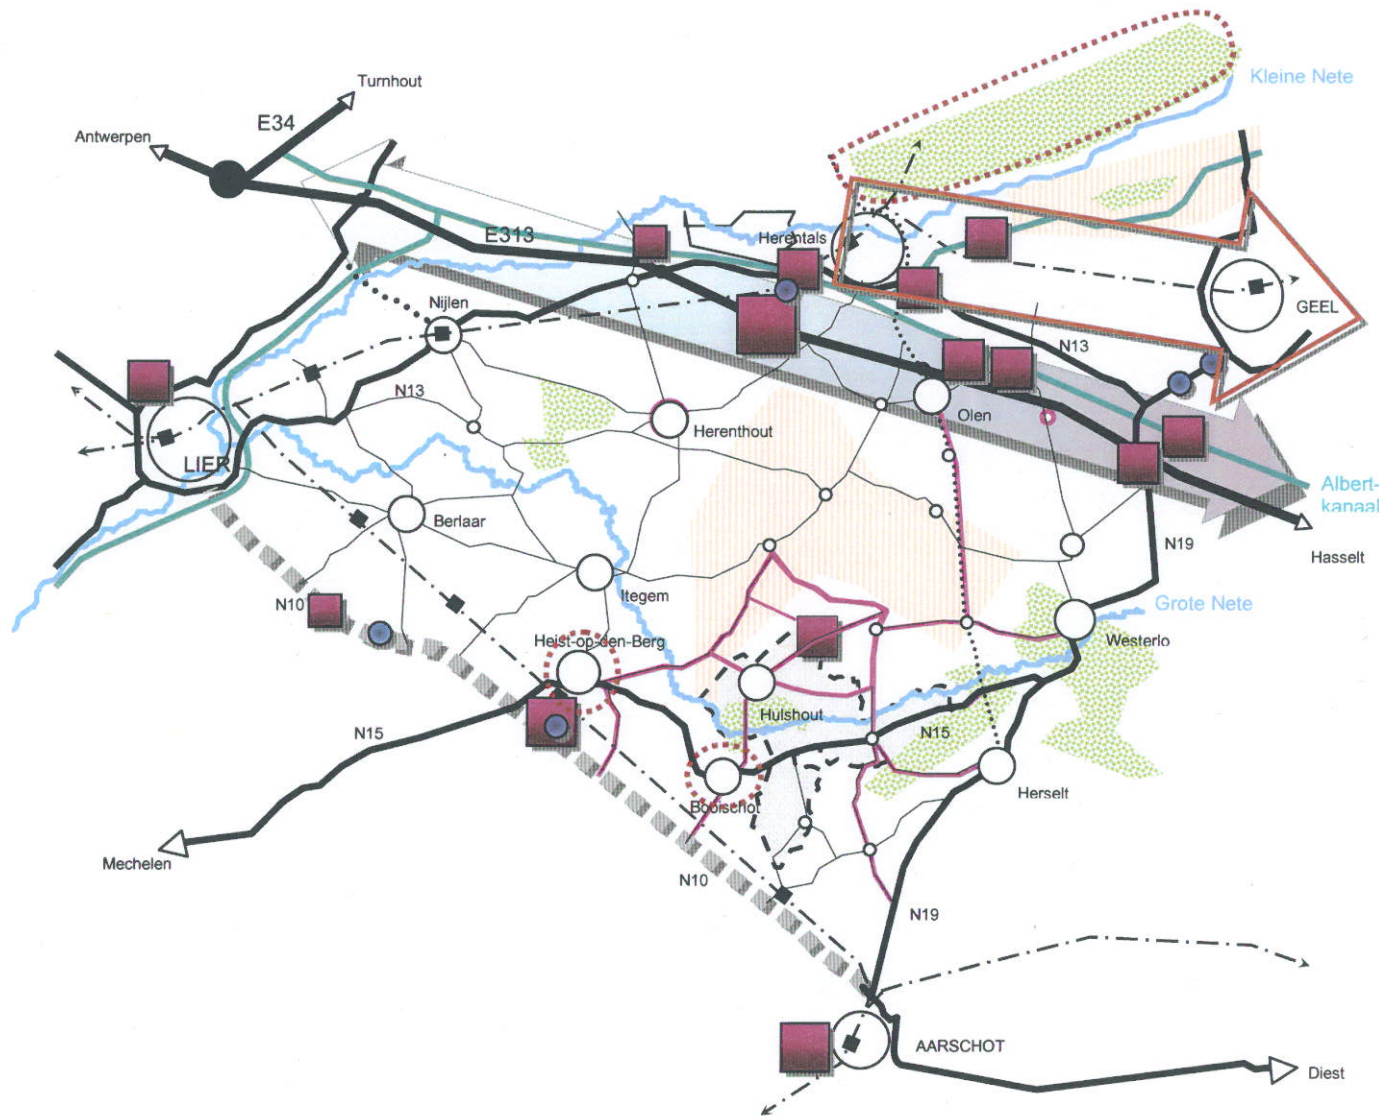 Turnhout
Kleine Nete
E34
Antwerpen
E313
Herentals
Nijlen
GEEL
N13
N13
Olen
Herenthout
LIER
Albert-
kanaal
Berlaar
Hasselt
N19
Itegem
N10
Grote Nete
Heist-op-den-Berg
Westerlo
Hulshout
N15
N15
Herselt
Booischot
Mechelen
N10
N19
AARSCHOT
Diest